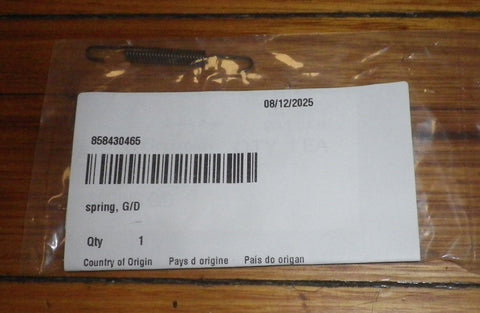 08/12/2025
858430465
spring, G/D
Qty 1
Country of Origin Pays d origine Pais do origan